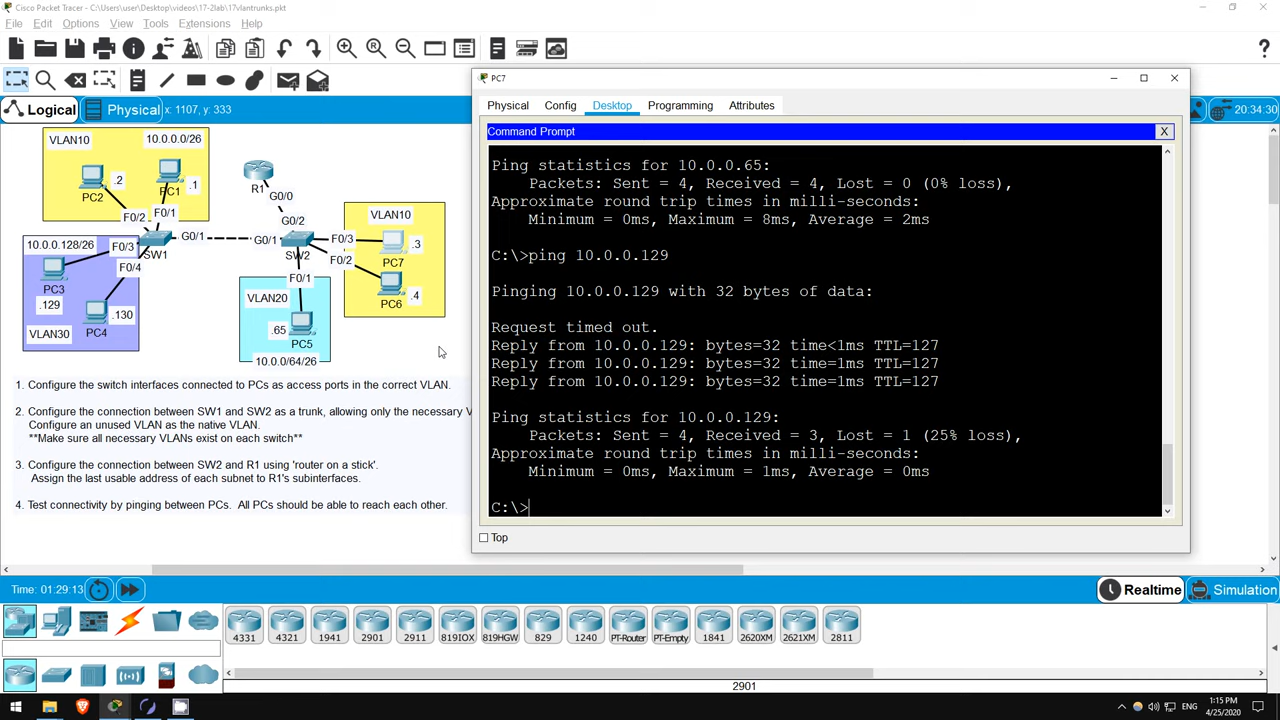 Cisco Packet Tracer - C:\Users\user\Desktop\videos\17-2lab\17vlantrunks.pkt
File Edit Options View Tools Extensions Help
Logical Physical x: 1107, y: 333
20:34:30
VLAN10 10.0.0.0/26
.2 .1
PC2 PC1
F0/2 F0/1
R1
G0/0
G0/2
G0/1 G0/1
SW1 SW2
10.0.0.128/26 F0/3
F0/4
PC3
.129
PC4 .130
VLAN30
VLAN10
F0/3 .3
PC7
F0/2
.4
PC6
F0/1
VLAN20
.65
PC5
10.0.0/64/26
1. Configure the switch interfaces connected to PCs as access ports in the correct VLAN.
2. Configure the connection between SW1 and SW2 as a trunk, allowing only the necessary V
Configure an unused VLAN as the native VLAN.
**Make sure all necessary VLANs exist on each switch**
3. Configure the connection between SW2 and R1 using 'router on a stick'.
Assign the last usable address of each subnet to R1's subinterfaces.
4. Test connectivity by pinging between PCs. All PCs should be able to reach each other.
PC7
Physical Config Desktop Programming Attributes
Command Prompt X
Ping statistics for 10.0.0.65:
Packets: Sent = 4, Received = 4, Lost = 0 (0% loss),
Approximate round trip times in milli-seconds:
Minimum = 0ms, Maximum = 8ms, Average = 2ms
C:\>ping 10.0.0.129
Pinging 10.0.0.129 with 32 bytes of data:
Request timed out.
Reply from 10.0.0.129: bytes=32 time<1ms TTL=127
Reply from 10.0.0.129: bytes=32 time=1ms TTL=127
Reply from 10.0.0.129: bytes=32 time=1ms TTL=127
Ping statistics for 10.0.0.129:
Packets: Sent = 4, Received = 3, Lost = 1 (25% loss),
Approximate round trip times in milli-seconds:
Minimum = 0ms, Maximum = 1ms, Average = 0ms
C:\>
Top
Time: 01:29:13 Realtime Simulation
4331 4321 1941 2901 2911 819IOX 819HGW 829 1240 PT-Router PT-Empty 1841 2620XM 2621XM 2811
2901
ENG 1:15 PM
4/25/2020